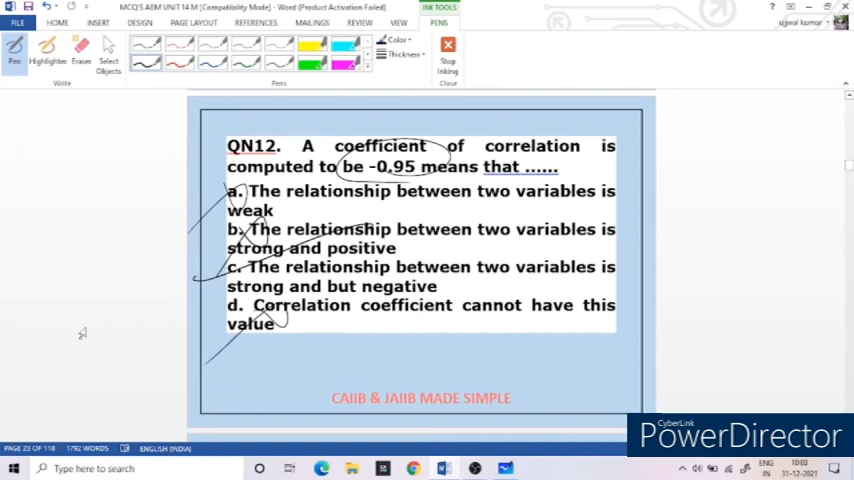 MCQ'S ABM UNIT 14 M [Compatibility Mode] - Word (Product Activation Failed)
INK TOOLS
FILE HOME INSERT DESIGN PAGE LAYOUT REFERENCES MAILINGS REVIEW VIEW PENS
ujjwal kumar
Pen Highlighter Eraser Select Objects
Color
Thickness
Stop Inking
Write Pens Close
QN12. A coefficient of correlation is
computed to be -0.95 means that ......
a. The relationship between two variables is
weak
b. The relationship between two variables is
strong and positive
c. The relationship between two variables is
strong and but negative
d. Correlation coefficient cannot have this
value
CAIIB & JAIIB MADE SIMPLE
CyberLink
PowerDirector
PAGE 23 OF 118 1792 WORDS ENGLISH (INDIA)
Type here to search
ENG
IN
10:03
31-12-2021